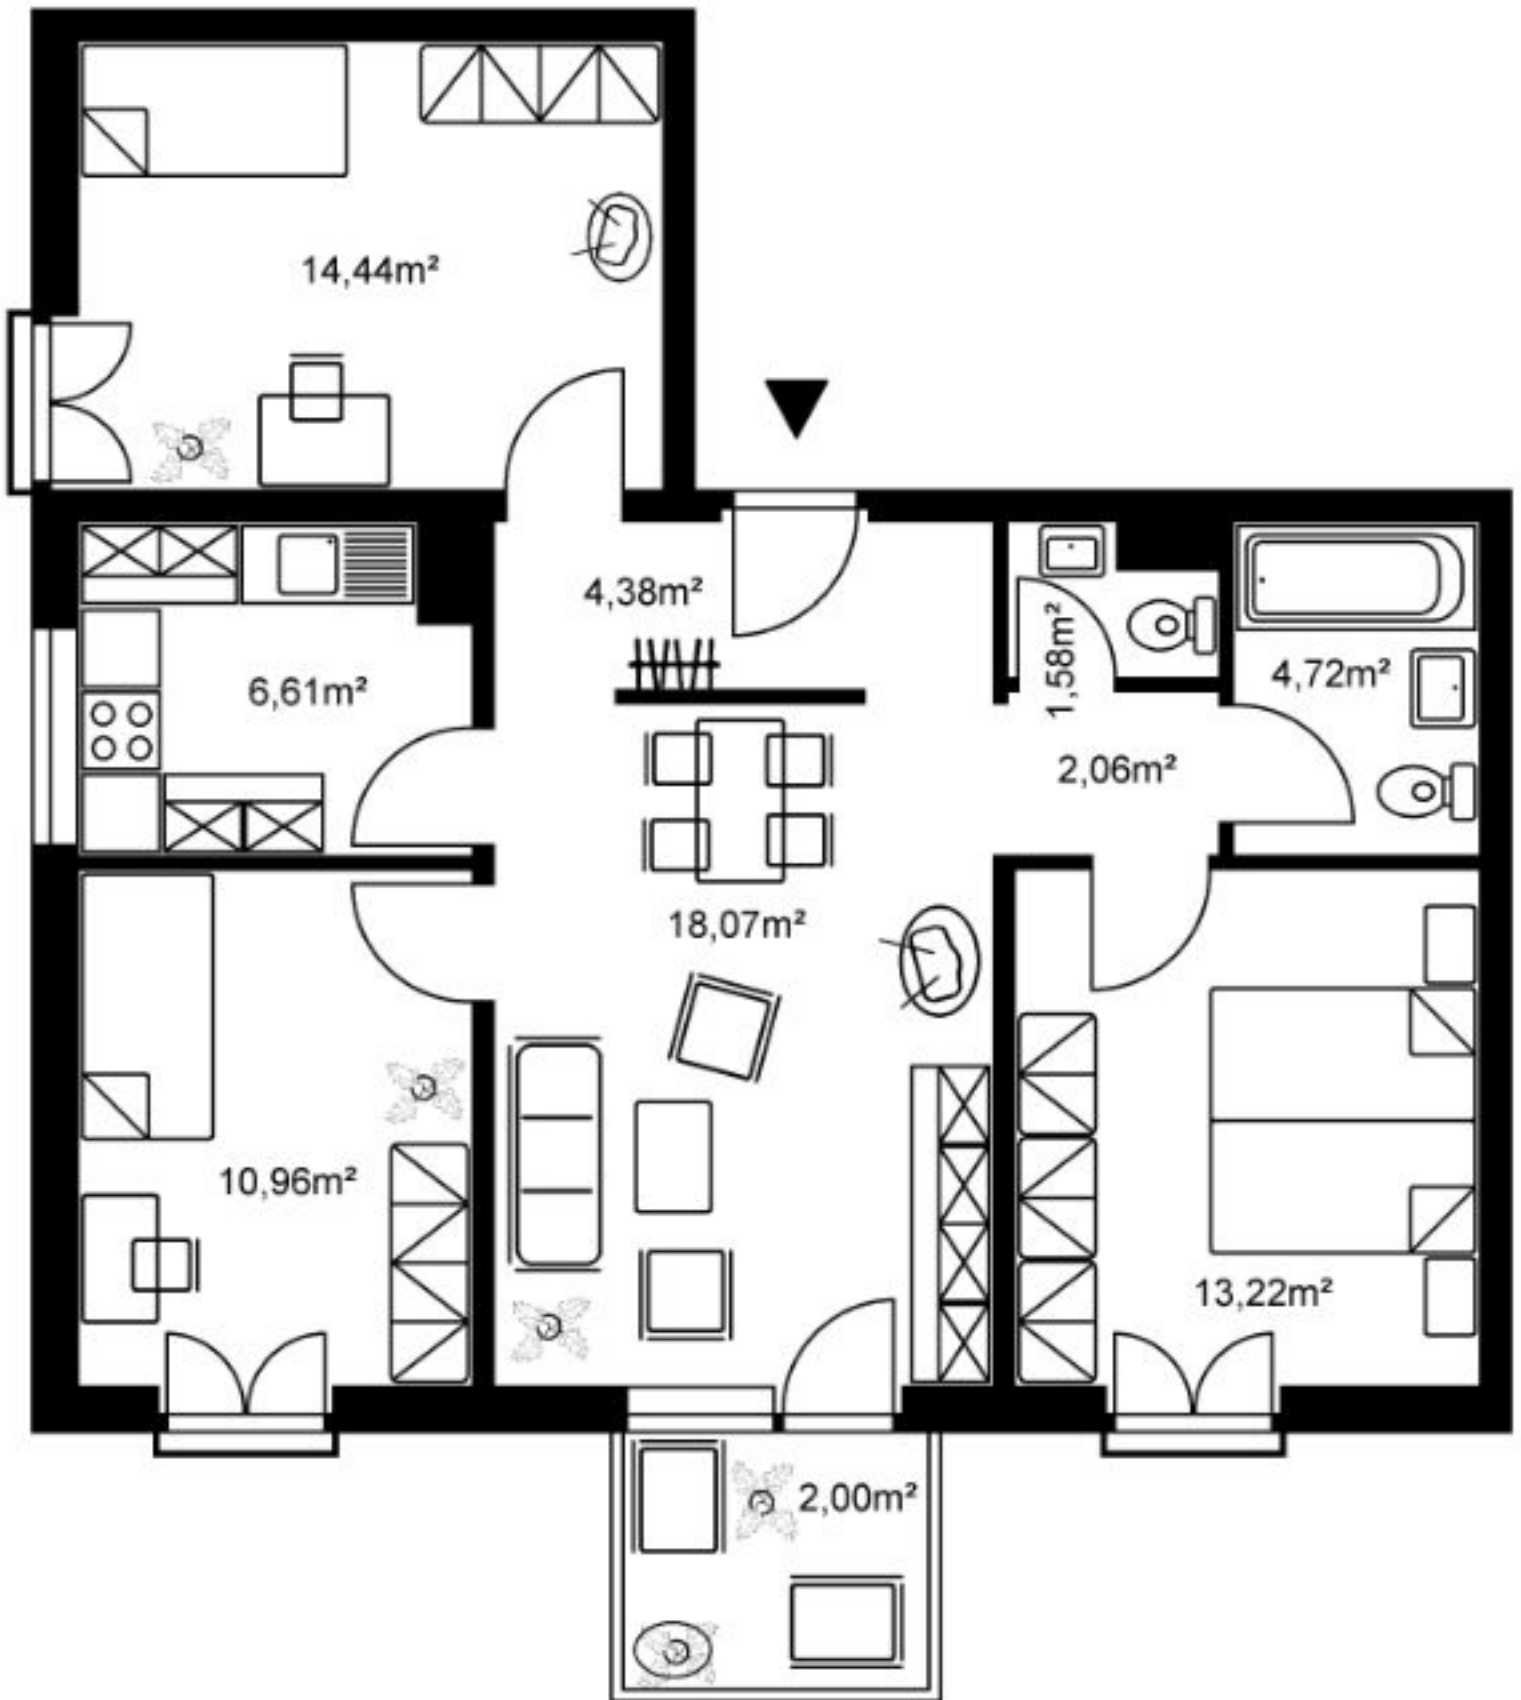 14,44m²
4,38m²
1,58m²
4,72m²
6,61m²
2,06m²
18,07m²
10,96m²
13,22m²
2,00m²